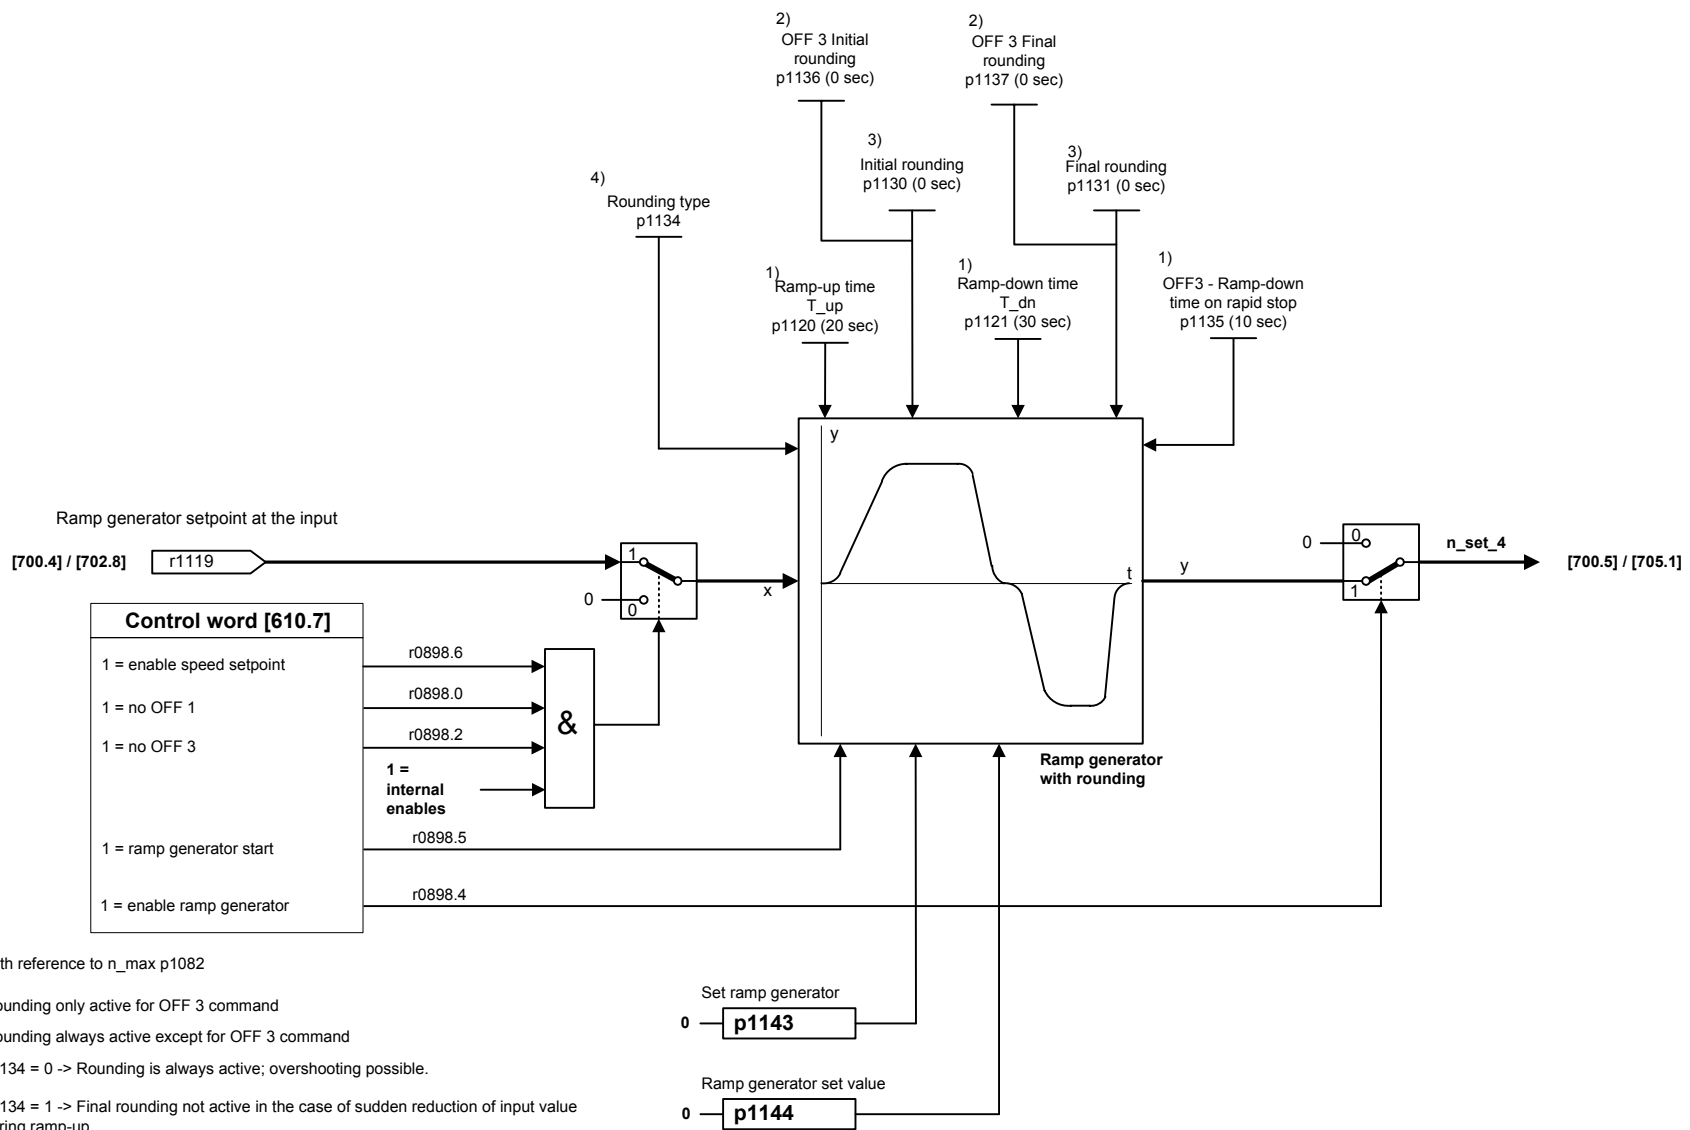 2)
OFF 3 Initial
rounding
p1136 (0 sec)
2)
OFF 3 Final
rounding
p1137 (0 sec)
3)
Initial rounding
p1130 (0 sec)
3)
Final rounding
p1131 (0 sec)
4)
Rounding type
p1134
1)
Ramp-up time
T_up
p1120 (20 sec)
1)
Ramp-down time
T_dn
p1121 (30 sec)
1)
OFF3 - Ramp-down
time on rapid stop
p1135 (10 sec)
y
t
Ramp generator setpoint at the input
[700.4] / [702.8]
r1119
1
0
0
x
y
0
0
1
n_set_4
[700.5] / [705.1]
Control word [610.7]
1 = enable speed setpoint
r0898.6
1 = no OFF 1
r0898.0
1 = no OFF 3
r0898.2
&
1 =
internal
enables
Ramp generator
with rounding
1 = ramp generator start
r0898.5
1 = enable ramp generator
r0898.4
th reference to n_max p1082
ounding only active for OFF 3 command
ounding always active except for OFF 3 command
134 = 0 -> Rounding is always active; overshooting possible.
134 = 1 -> Final rounding not active in the case of sudden reduction of input value
ring ramp-up
Set ramp generator
0
p1143
Ramp generator set value
0
p1144